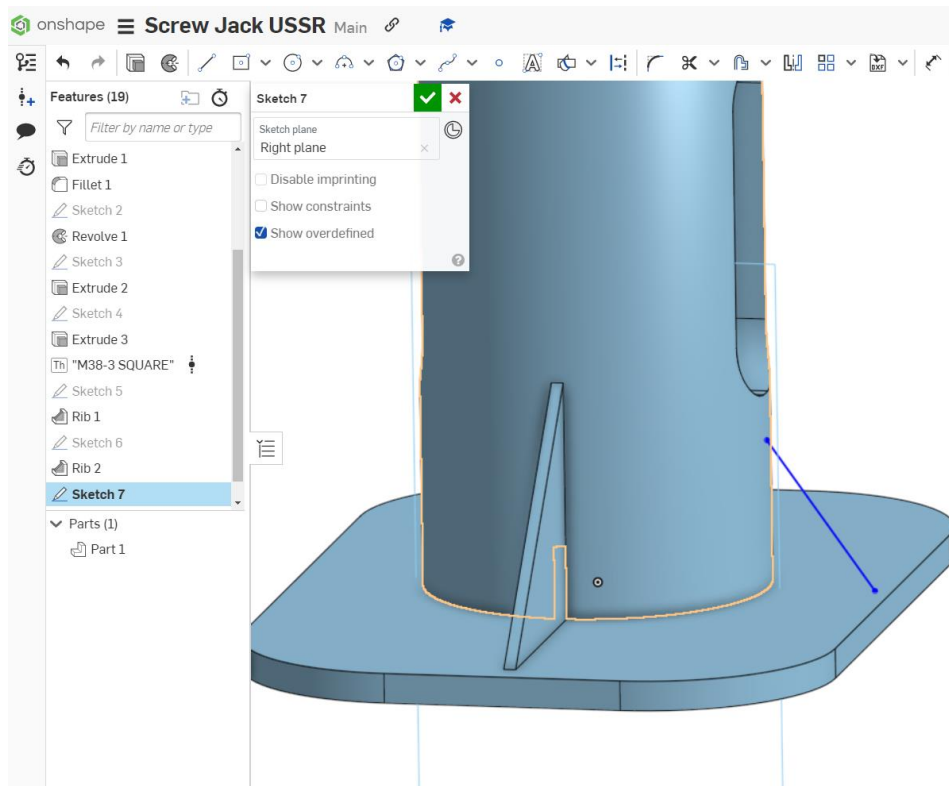 onshape Screw Jack USSR Main
Features (19)
Filter by name or type
Extrude 1
Fillet 1
Sketch 2
Revolve 1
Sketch 3
Extrude 2
Sketch 4
Extrude 3
Th "M38-3 SQUARE"
Sketch 5
Rib 1
Sketch 6
Rib 2
Sketch 7
Parts (1)
Part 1
Sketch 7
Sketch plane
Right plane
Disable imprinting
Show constraints
Show overdefined